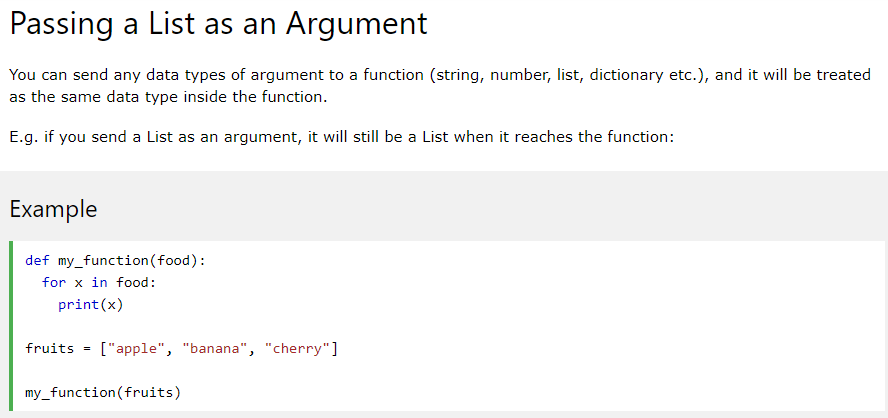 Passing a List as an Argument
You can send any data types of argument to a function (string, number, list, dictionary etc.), and it will be treated
as the same data type inside the function.
E.g. if you send a List as an argument, it will still be a List when it reaches the function:
Example
def my_function(food):
  for x in food:
    print(x)
fruits = ["apple", "banana", "cherry"]
my_function(fruits)